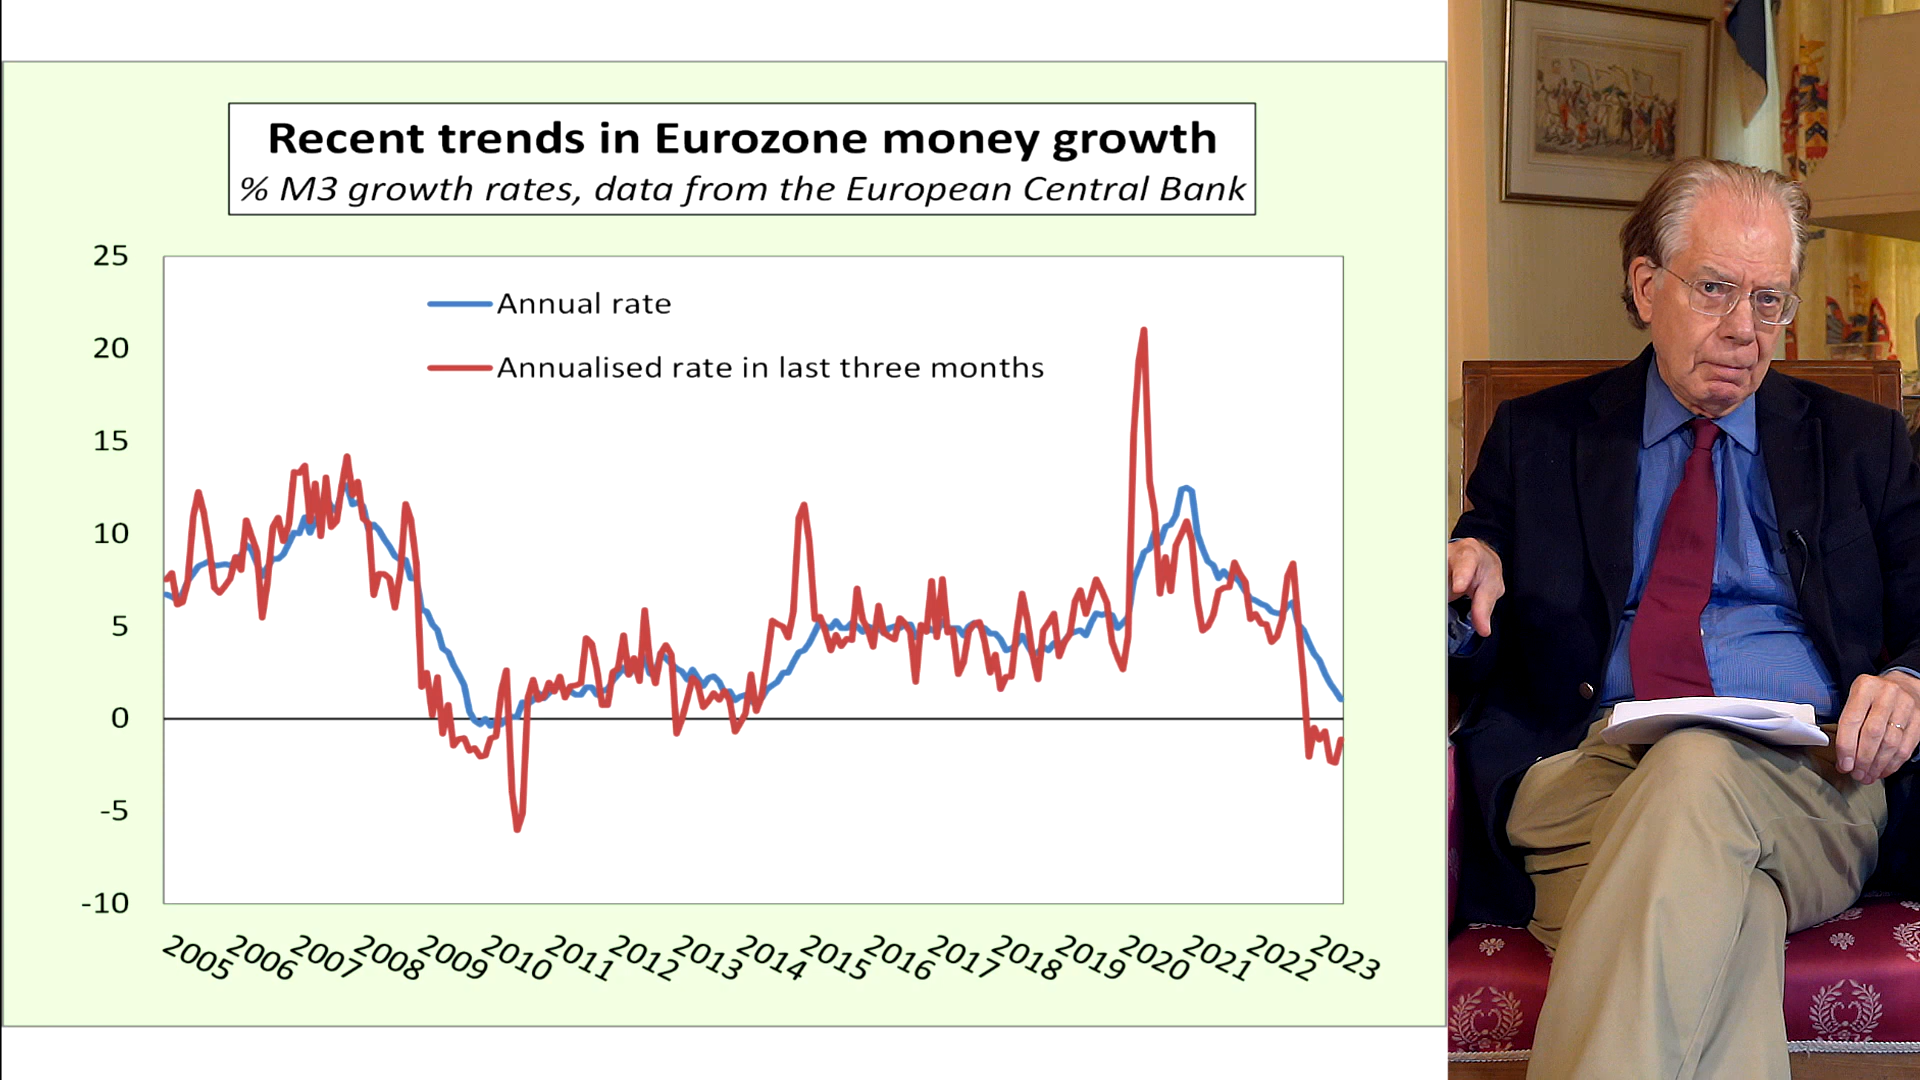 Recent trends in Eurozone money growth
% M3 growth rates, data from the European Central Bank
25
20
15
10
5
0
-5
-10
Annual rate
Annualised rate in last three months
2005 2006 2007 2008 2009 2010 2011 2012 2013 2014 2015 2016 2017 2018 2019 2020 2021 2022 2023